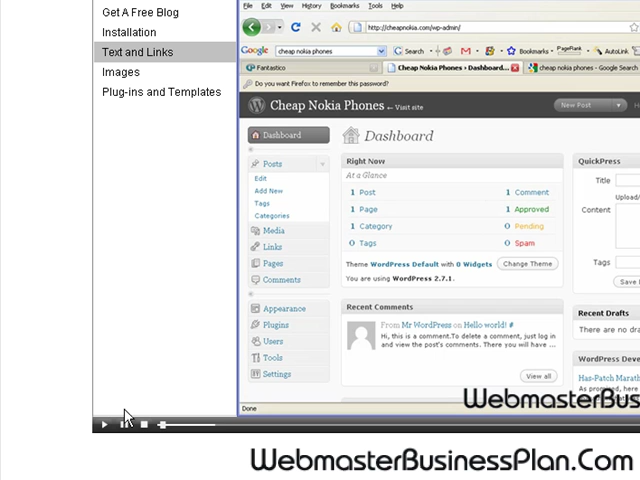 Get A Free Blog
Installation
Text and Links
Images
Plug-ins and Templates
File Edit View History Bookmarks Tools Help
http://cheapnokia.com/wp-admin/
Google cheap nokia phones Search Bookmarks PageRank AutoLink
Fantastico
Cheap Nokia Phones › Dashboard...
cheap nokia phones - Google Search
Do you want Firefox to remember this password?
Cheap Nokia Phones ← Visit site
New Post
Dashboard
Posts
Edit
Add New
Tags
Categories
Media
Links
Pages
Comments
Appearance
Plugins
Users
Tools
Settings
Dashboard
Right Now
At a Glance
1 Post 1 Comment
1 Page 1 Approved
1 Category 0 Pending
0 Tags 0 Spam
Theme WordPress Default with 0 Widgets Change Theme
You are using WordPress 2.7.1.
Recent Comments
From Mr WordPress on Hello world! #
Hi, this is a comment.To delete a comment, just log in
and view the post's comments. There you will have ...
View all
QuickPress
Title
Upload/
Content
Tags
Save
Recent Drafts
There are no dra
WordPress Deve
Has-Patch Marath
As promised, here
WebmasterBus
Done
WebmasterBusinessPlan.Com